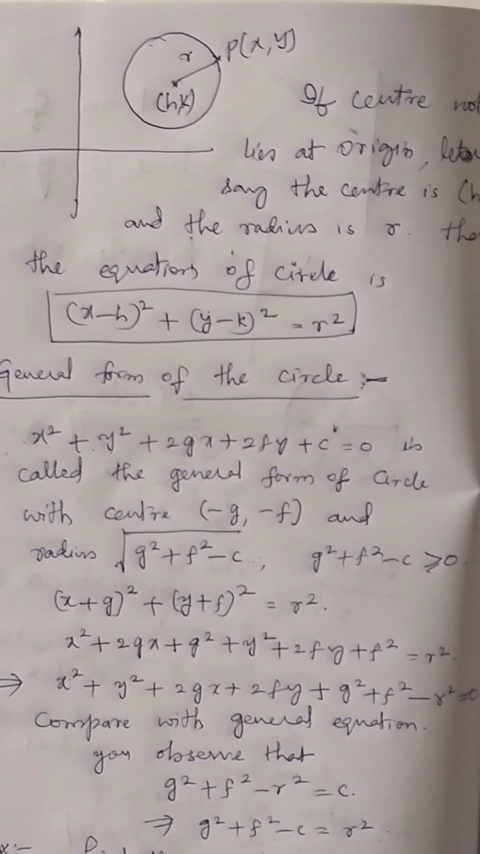 r P(x, y)
(h,k)
If centre not
lies at origin, let us
say the centre is (h
and the radius is r. the
the equation of circle is
(x-h)² + (y-k)² = r²
General form of the circle :-
x² + y² + 2gx + 2fy + c = 0 is
called the general form of circle
with centre (-g, -f) and
radius √g²+f²-c, g²+f²-c ≥ 0.
(x+g)² + (y+f)² = r².
x² + 2gx + g² + y² + 2fy + f² = r².
⇒ x² + y² + 2gx + 2fy + g² + f² - r² =
Compare with general equation.
you observe that
g² + f² - r² = c.
⇒ g² + f² - c = r²